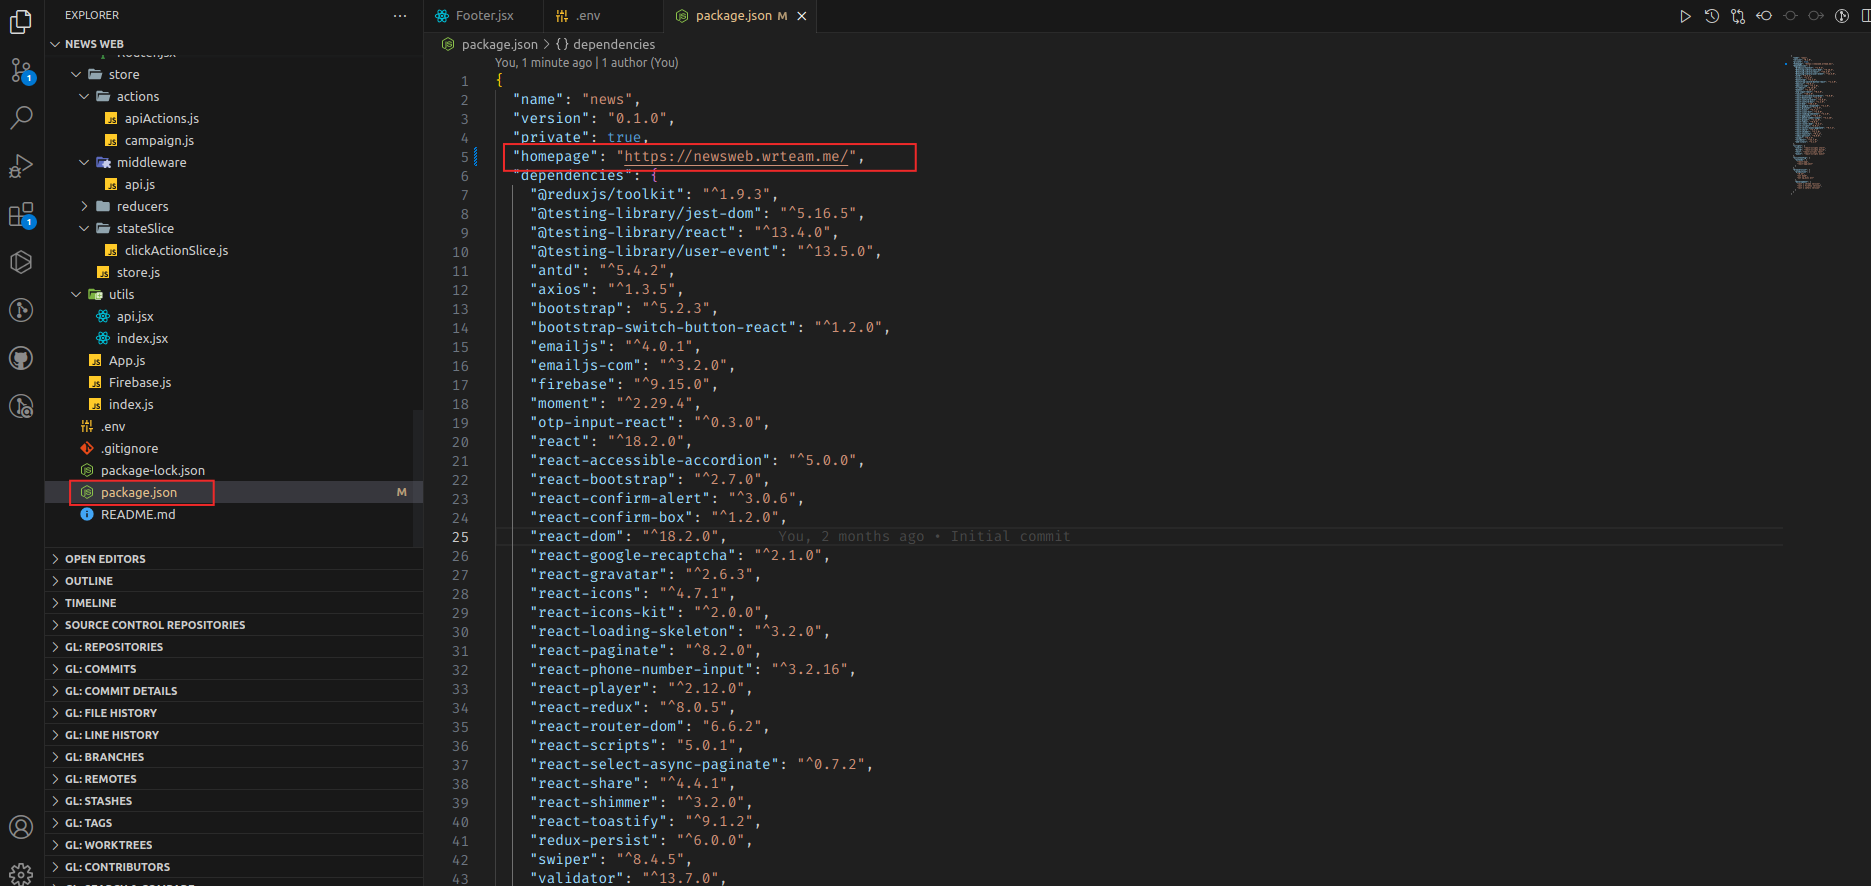 EXPLORER
NEWS WEB
Router.jsx
store
actions
apiActions.js
campaign.js
middleware
api.js
reducers
stateSlice
clickActionSlice.js
store.js
utils
api.jsx
index.jsx
App.js
Firebase.js
index.js
.env
.gitignore
package-lock.json
package.json M
README.md
OPEN EDITORS
OUTLINE
TIMELINE
SOURCE CONTROL REPOSITORIES
GL: REPOSITORIES
GL: COMMITS
GL: COMMIT DETAILS
GL: FILE HISTORY
GL: LINE HISTORY
GL: BRANCHES
GL: REMOTES
GL: STASHES
GL: TAGS
GL: WORKTREES
GL: CONTRIBUTORS
Footer.jsx .env package.json M
package.json > {} dependencies
You, 1 minute ago | 1 author (You)
1 {
2 "name": "news",
3 "version": "0.1.0",
4 "private": true,
5 "homepage": "https://newsweb.wrteam.me/",
6 "dependencies": {
7 "@reduxjs/toolkit": "^1.9.3",
8 "@testing-library/jest-dom": "^5.16.5",
9 "@testing-library/react": "^13.4.0",
10 "@testing-library/user-event": "^13.5.0",
11 "antd": "^5.4.2",
12 "axios": "^1.3.5",
13 "bootstrap": "^5.2.3",
14 "bootstrap-switch-button-react": "^1.2.0",
15 "emailjs": "^4.0.1",
16 "emailjs-com": "^3.2.0",
17 "firebase": "^9.15.0",
18 "moment": "^2.29.4",
19 "otp-input-react": "^0.3.0",
20 "react": "^18.2.0",
21 "react-accessible-accordion": "^5.0.0",
22 "react-bootstrap": "^2.7.0",
23 "react-confirm-alert": "^3.0.6",
24 "react-confirm-box": "^1.2.0",
25 "react-dom": "^18.2.0", You, 2 months ago • Initial commit
26 "react-google-recaptcha": "^2.1.0",
27 "react-gravatar": "^2.6.3",
28 "react-icons": "^4.7.1",
29 "react-icons-kit": "^2.0.0",
30 "react-loading-skeleton": "^3.2.0",
31 "react-paginate": "^8.2.0",
32 "react-phone-number-input": "^3.2.16",
33 "react-player": "^2.12.0",
34 "react-redux": "^8.0.5",
35 "react-router-dom": "6.6.2",
36 "react-scripts": "5.0.1",
37 "react-select-async-paginate": "^0.7.2",
38 "react-share": "^4.4.1",
39 "react-shimmer": "^3.2.0",
40 "react-toastify": "^9.1.2",
41 "redux-persist": "^6.0.0",
42 "swiper": "^8.4.5",
43 "validator": "^13.7.0",